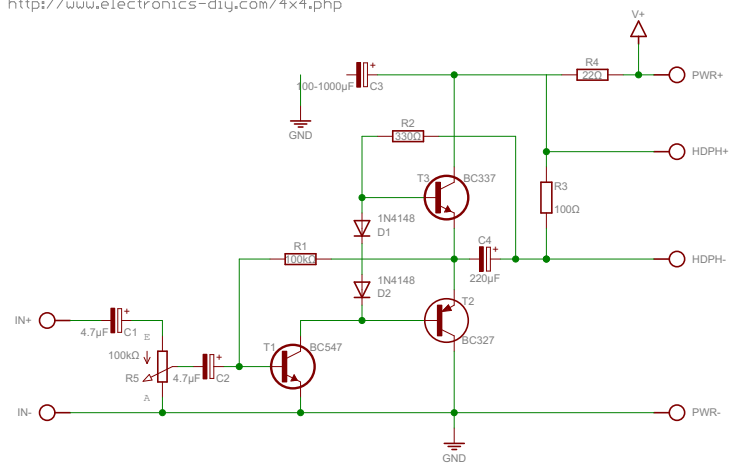 http://www.electronics-diy.com/4x4.php
V+
R4
22Ω
PWR+
100-1000µF
C3
GND
R2
330Ω
HDPH+
T3
BC337
R3
100Ω
1N4148
D1
R1
100kΩ
C4
220µF
HDPH-
1N4148
D2
T2
BC327
IN+
4.7µF
C1
E
100kΩ
R5
A
4.7µF
C2
T1
BC547
IN-
PWR-
GND